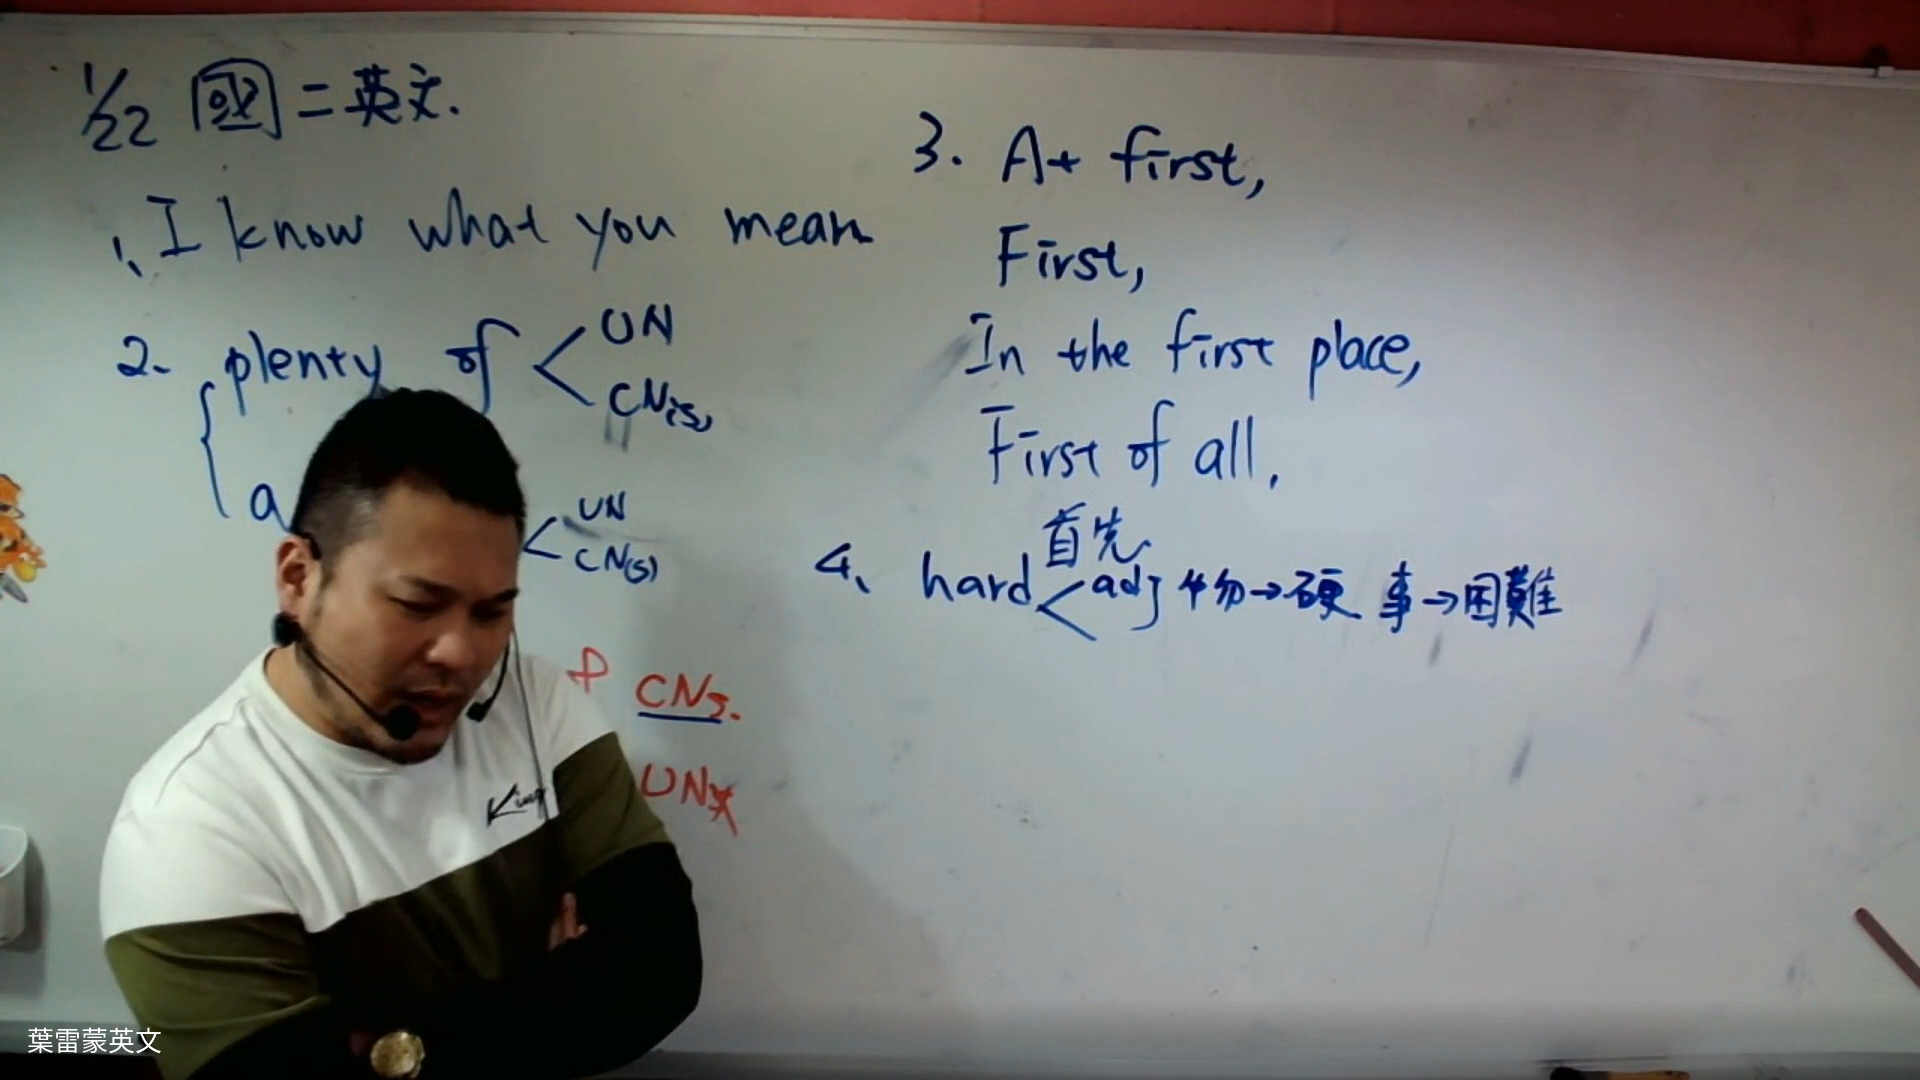 1/22 國二英文.
1、I know what you mean
2. plenty of < UN
CN(s)
a
< UN
CN(s)
CNs.
UN
King
3. At first,
First,
In the first place,
First of all,
首先
4、hard < adj 物→硬 事→困難
葉雷蒙英文